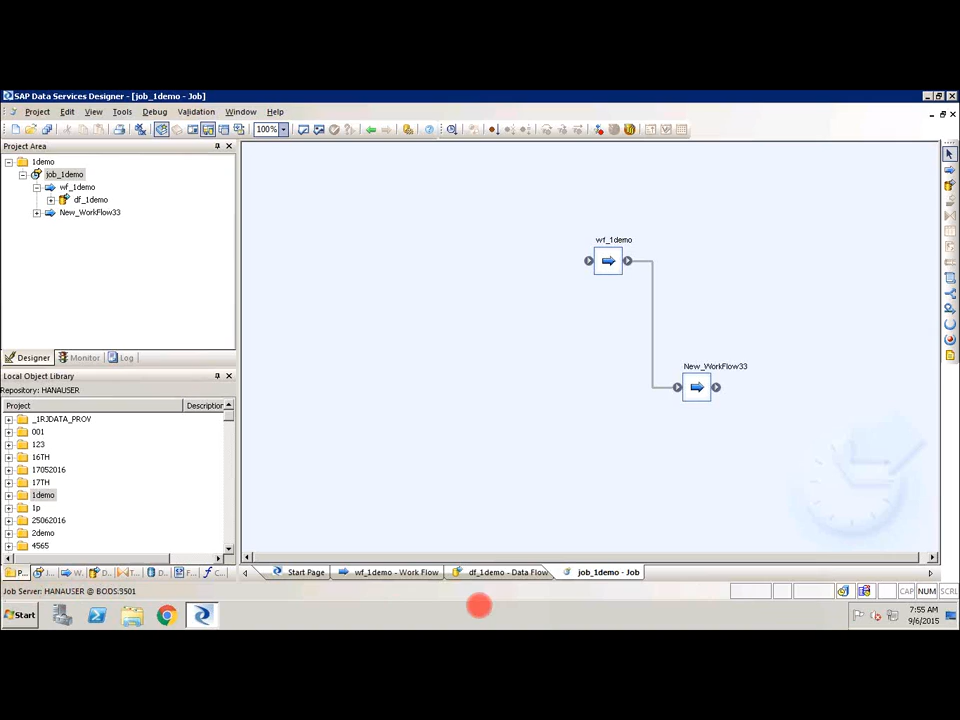 SAP Data Services Designer - [job_1demo - Job]
Project Edit View Tools Debug Validation Window Help
100%
Project Area
1demo
job_1demo
wf_1demo
df_1demo
New_WorkFlow33
wf_1demo
New_WorkFlow33
Designer Monitor Log
Local Object Library
Repository: HANAUSER
Project Description
_1RJDATA_PROV
001
123
16TH
17052016
17TH
1demo
1p
25062016
2demo
4565
P... J... W... D... T... D... F... C...
Start Page wf_1demo - Work Flow df_1demo - Data Flow job_1demo - Job
Job Server: HANAUSER @ BODS:3501
CAP NUM SCRL
Start
7:55 AM
9/6/2015